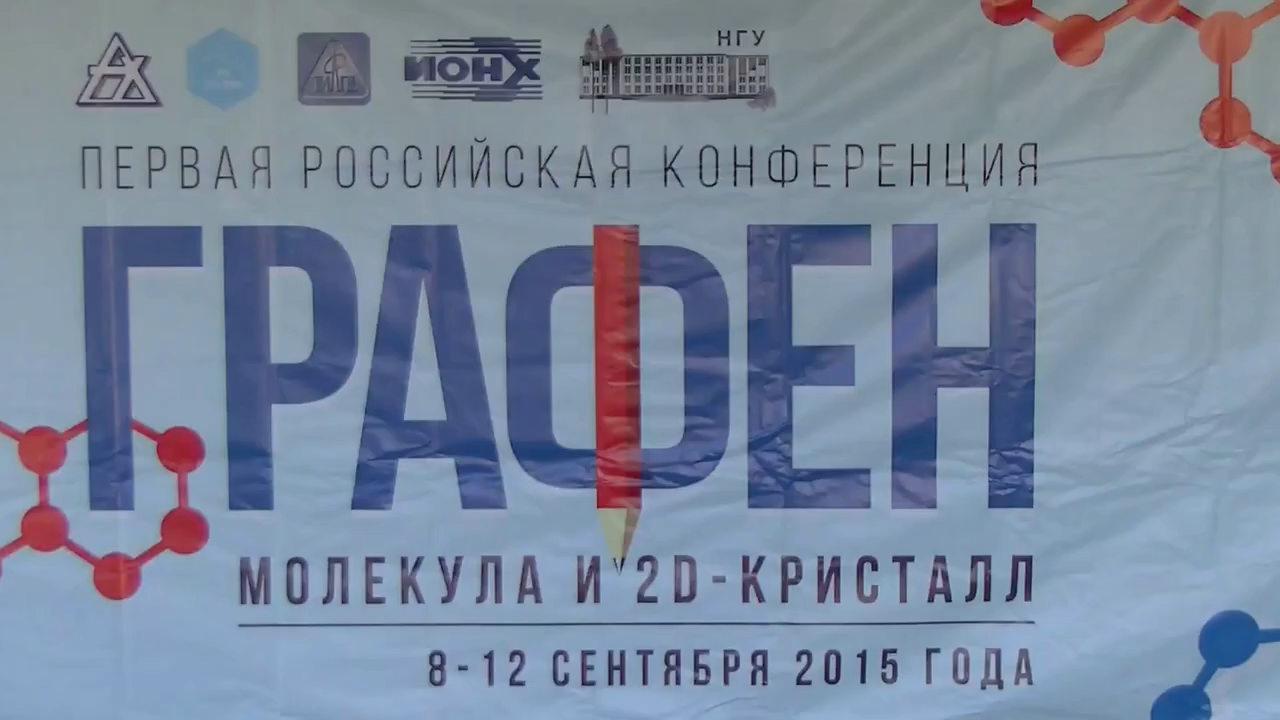 ИОНХ
НГУ
ПЕРВАЯ РОССИЙСКАЯ КОНФЕРЕНЦИЯ
ГРАФЕН
МОЛЕКУЛА И 2D-КРИСТАЛЛ
8-12 СЕНТЯБРЯ 2015 ГОДА